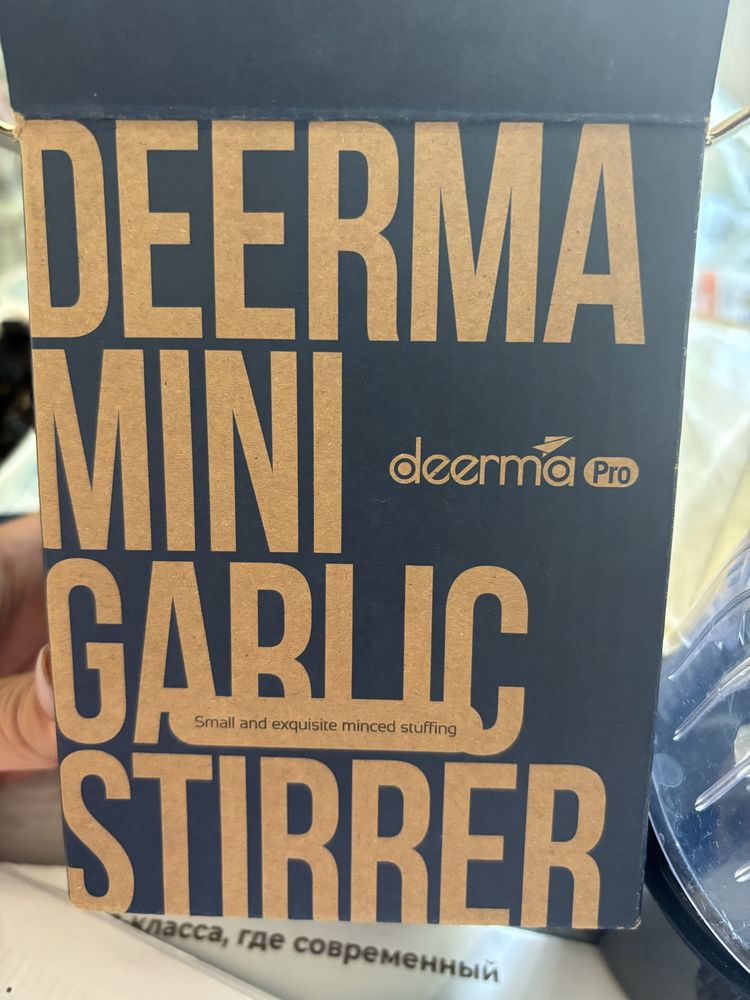 DEERMA
MINI
deerma Pro
GARLIC
Small and exquisite minced stuffing
STIRRER
класса, где современный